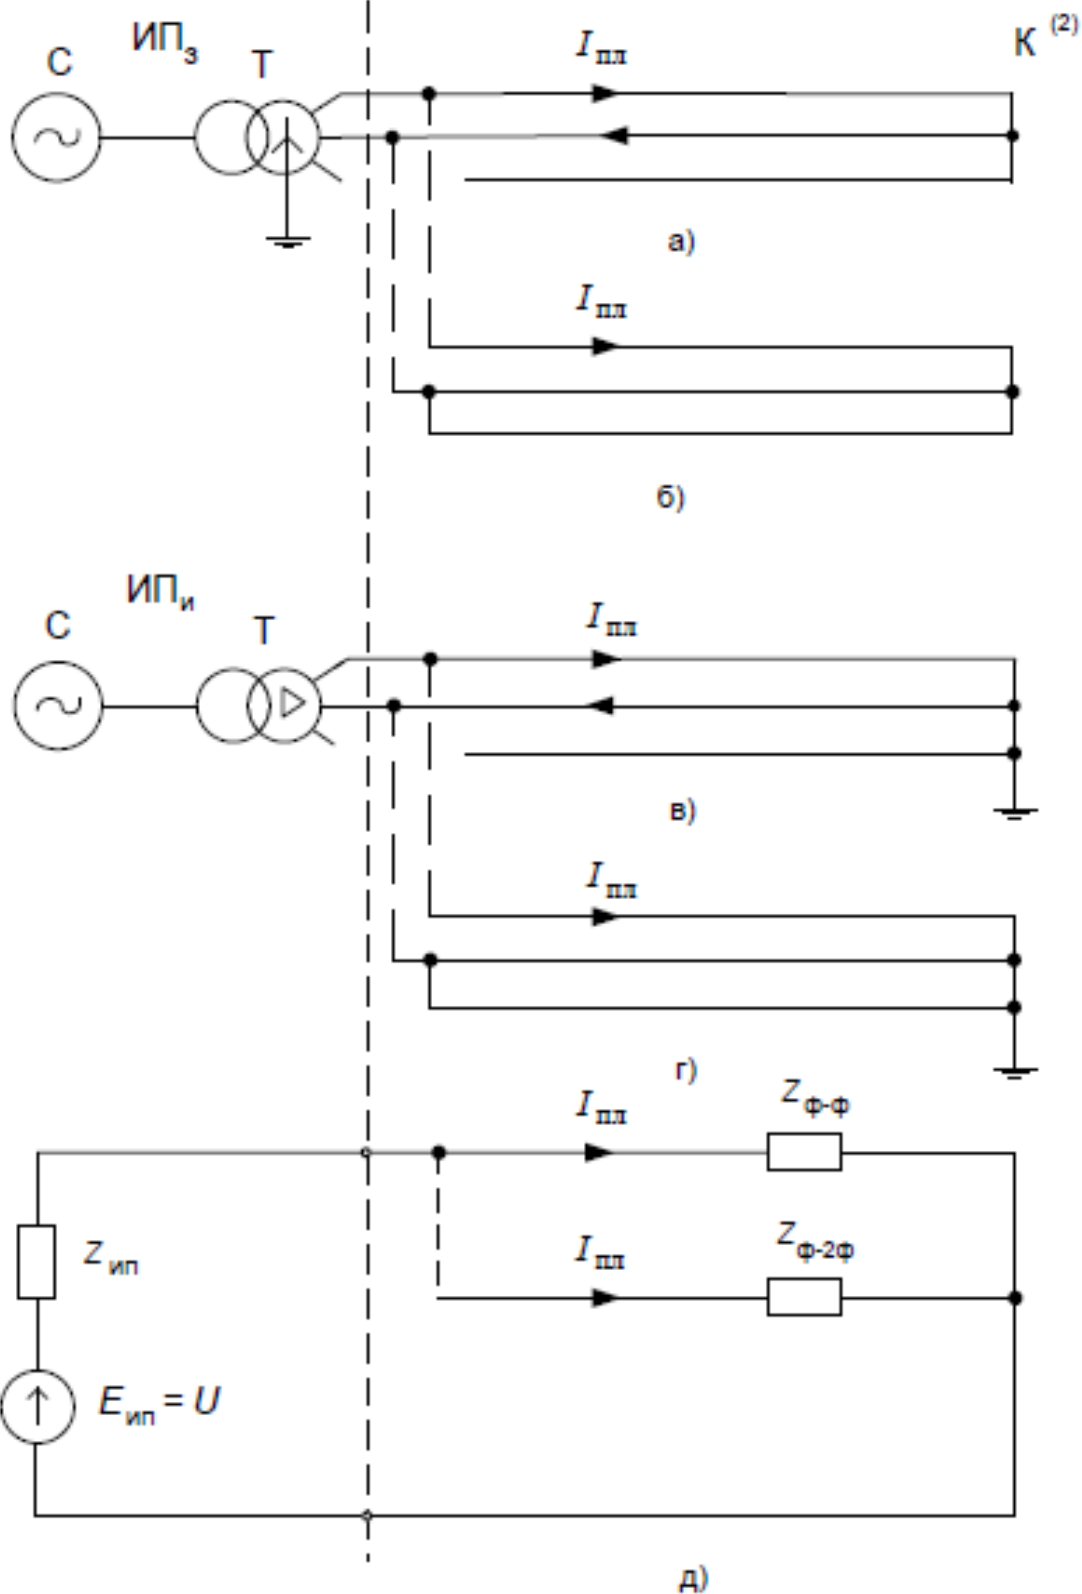 ИПз
С
Т
Iпл
К (2)
а)
Iпл
б)
ИПи
С
Т
Iпл
в)
Iпл
г)
Iпл
Zф-ф
Zип
Iпл
Zф-2ф
Eип = U
д)